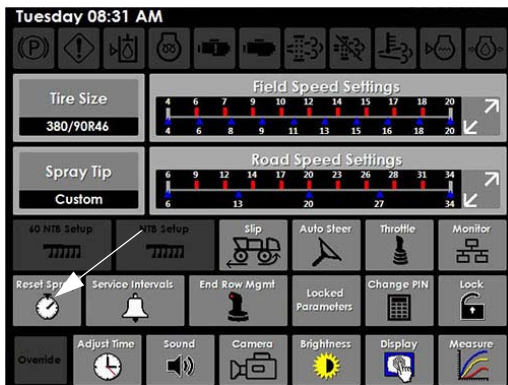 Tuesday 08:31 AM
(P)
Tire Size
380/90R46
Field Speed Settings
4 6 7 9 10 12 14 15 17 18 20
4 6 8 9 11 13 15 16 18 20
Spray Tip
Custom
Road Speed Settings
6 9 12 14 17 20 23 26 28 31 34
6 13 20 27 34
60 NTB Setup
NTB Setup
Slip
Auto Steer
Throttle
Monitor
Reset
Service Intervals
End Row Mgmt
Locked
Parameters
Change PIN
Lock
Override
Adjust Time
Sound
Camera
Brightness
Display
Measure